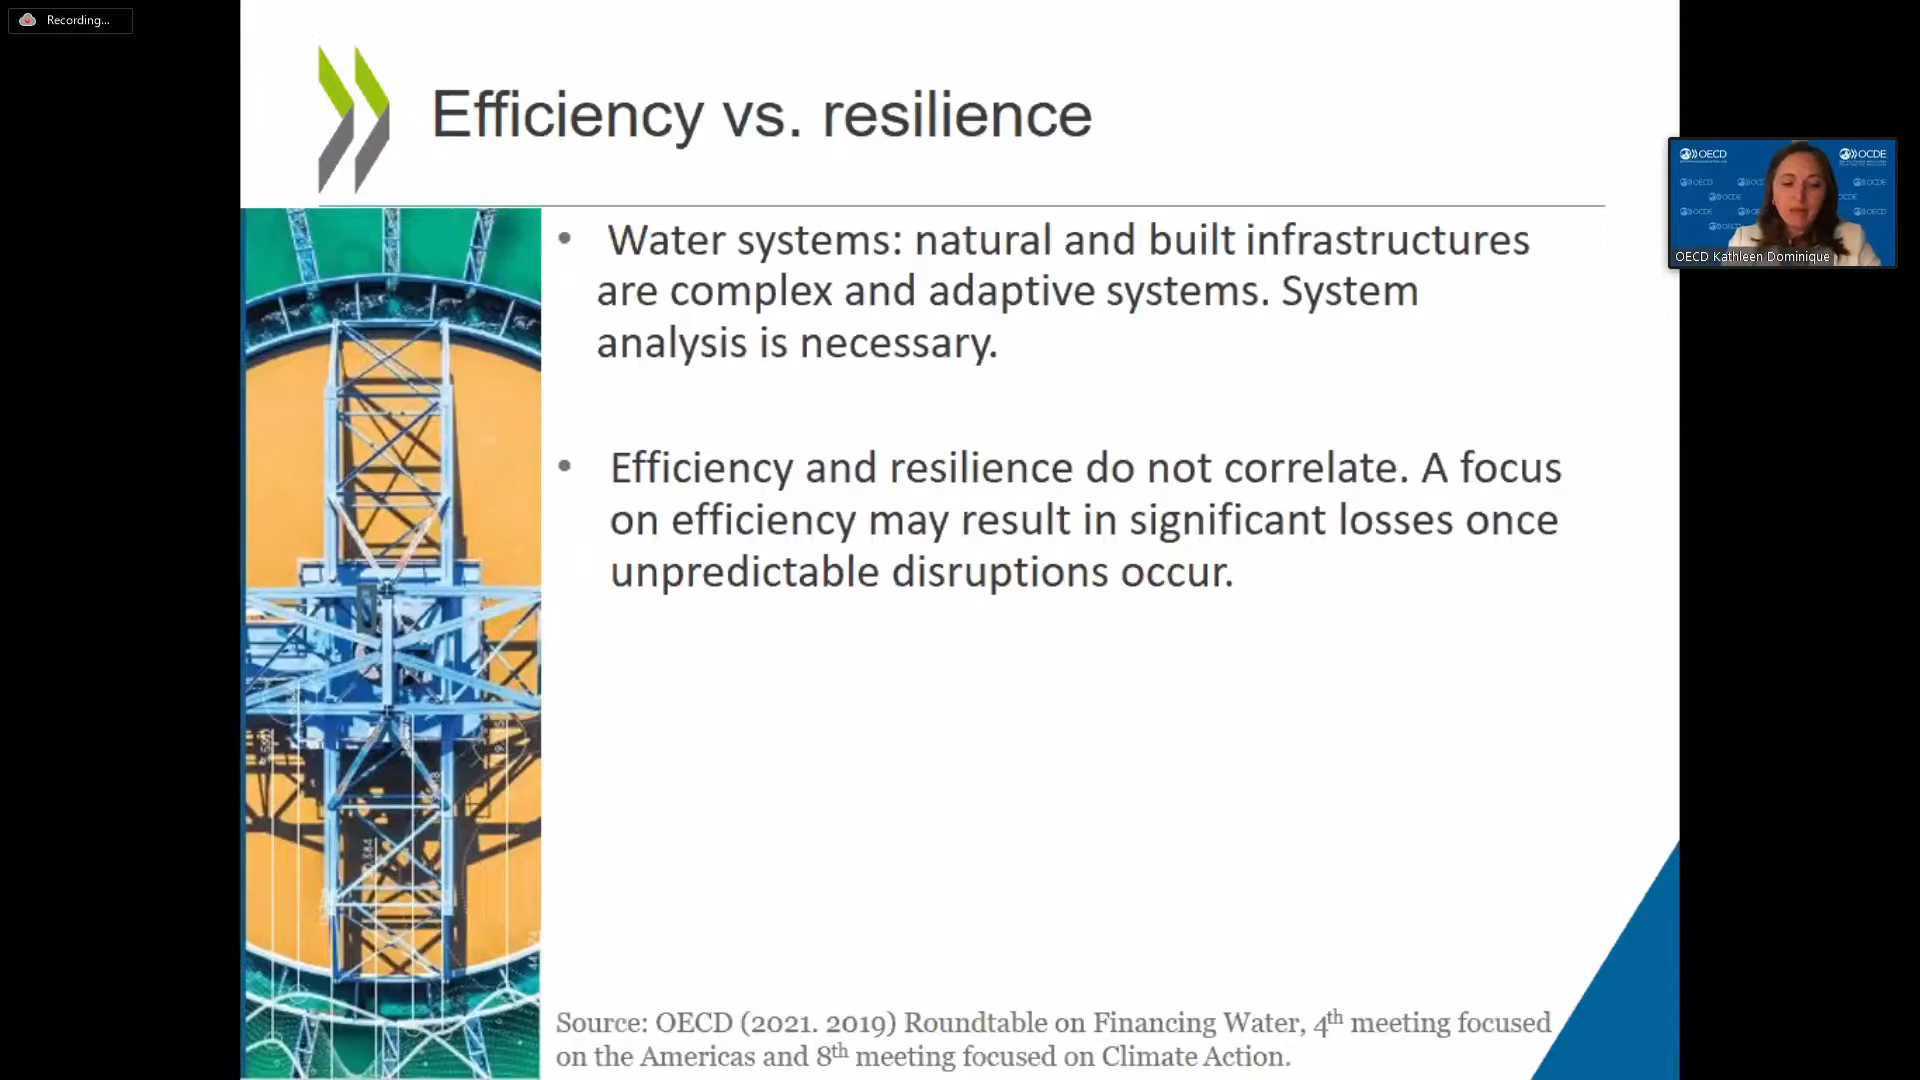 Recording...
Efficiency vs. resilience
• Water systems: natural and built infrastructures
are complex and adaptive systems. System
analysis is necessary.
• Efficiency and resilience do not correlate. A focus
on efficiency may result in significant losses once
unpredictable disruptions occur.
Source: OECD (2021. 2019) Roundtable on Financing Water, 4th meeting focused
on the Americas and 8th meeting focused on Climate Action.
OECD
OCDE
OECD Kathleen Dominique